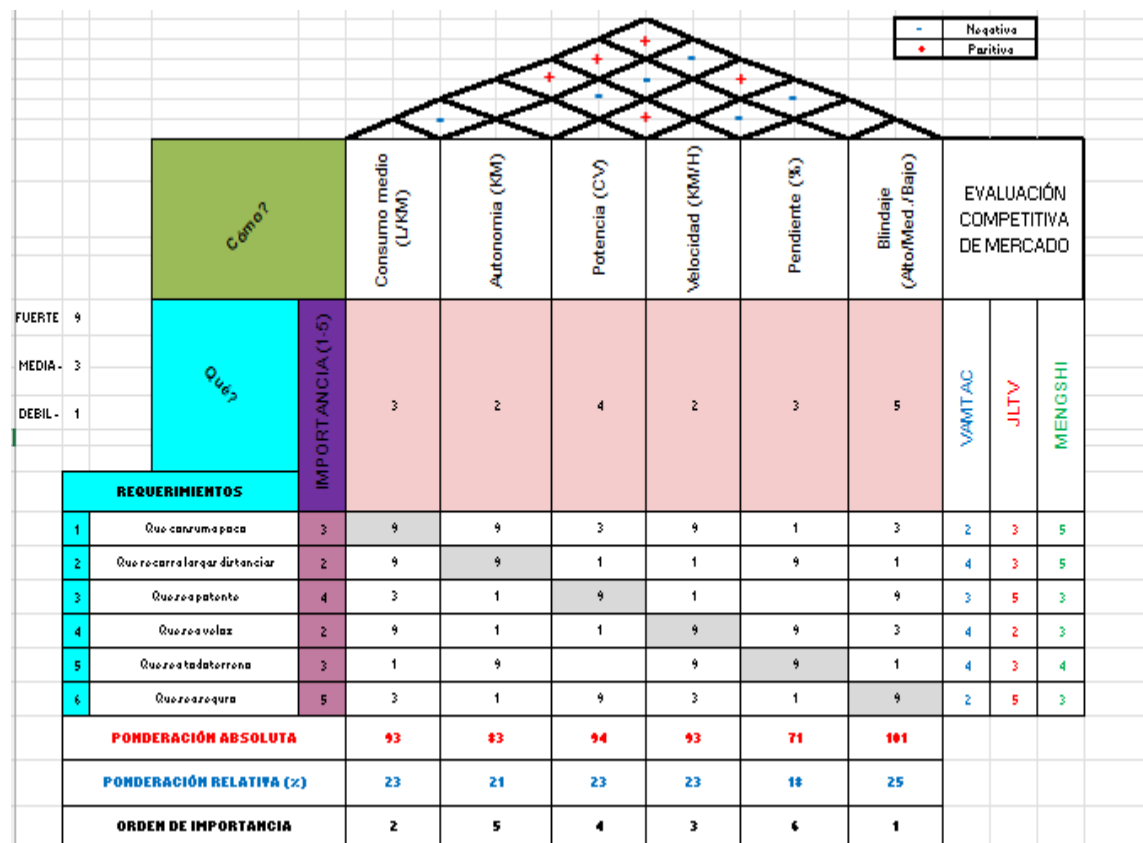 - Negativa
+ Poritiva
+
+ -
+ - +
- -
- + -
Cómo?
Consumo medio (L/KM)
Autonomia (KM)
Potencia (CV)
Velocidad (KM/H)
Pendiente (%)
Blindaje (Alto/Med./Bajo)
EVALUACIÓN
COMPETITIVA
DE MERCADO
FUERTE 9
MEDIA- 3
DEBIL- 1
Qué?
IMPORTANCIA (1-5)
3 2 4 2 3 5
VAMTAC
JLTV
MENGSHI
REQUERIMIENTOS
1 Que consuma poco 3 9 9 3 9 1 3 2 3 5
2 Que recorra largas distancias 2 9 9 1 1 9 1 4 3 5
3 Que sea potente 4 3 1 9 1 9 3 5 3
4 Que sea veloz 2 9 1 1 9 9 3 4 2 3
5 Que sea todoterreno 3 1 9 9 9 1 4 3 4
6 Que sea segura 5 3 1 9 3 1 9 2 5 3
PONDERACIÓN ABSOLUTA 93 83 94 93 71 101
PONDERACIÓN RELATIVA (%) 23 21 23 23 18 25
ORDEN DE IMPORTANCIA 2 5 4 3 6 1